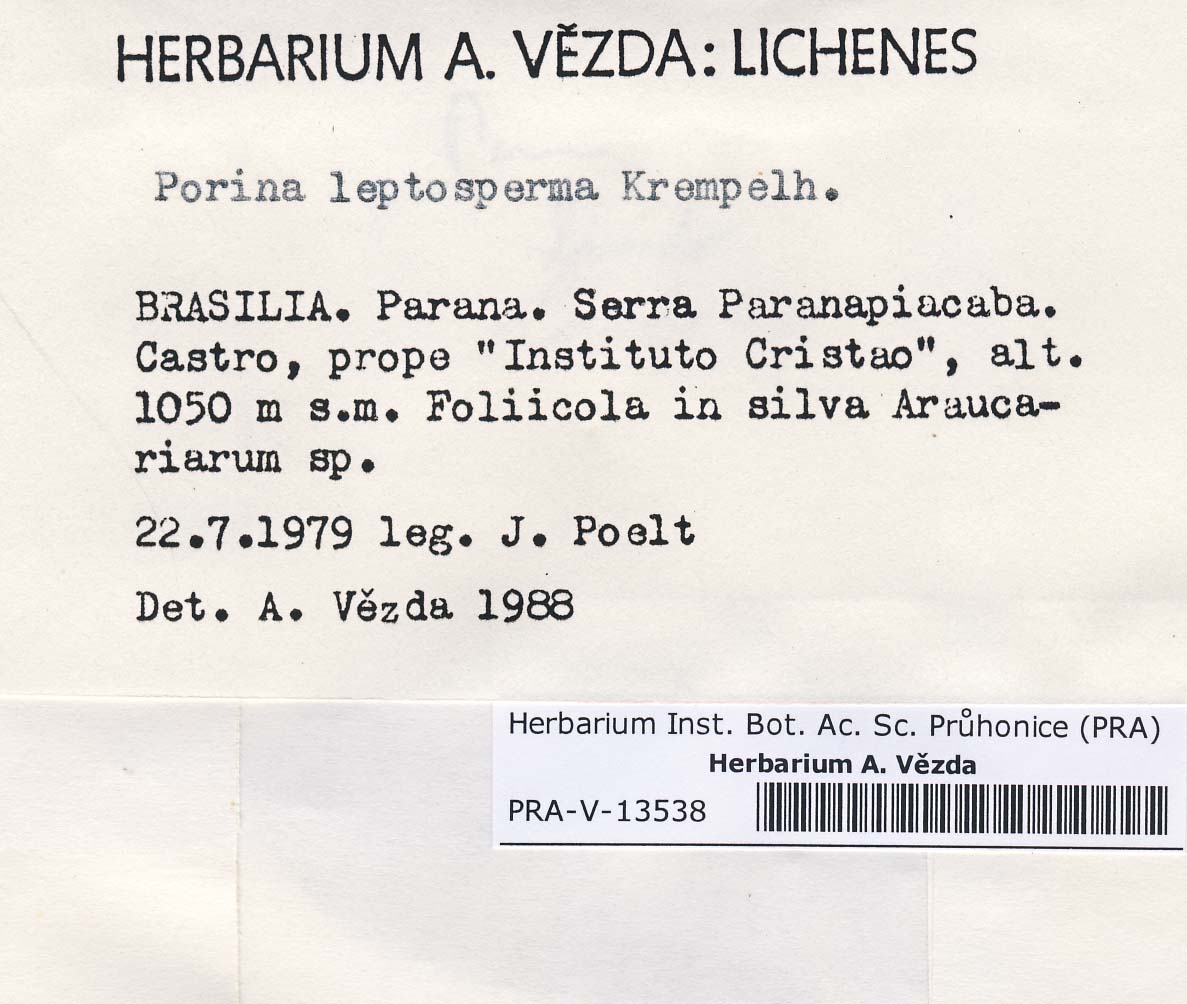 HERBARIUM A. VĚZDA: LICHENES
Porina leptosperma Krempelh.
BRASILIA. Parana. Serra Paranapiacaba.
Castro, prope "Instituto Cristao", alt.
1050 m s.m. Foliicola in silva Arauca-
riarum sp.
22.7.1979 leg. J. Poelt
Det. A. Vězda 1988
Herbarium Inst. Bot. Ac. Sc. Průhonice (PRA)
Herbarium A. Vězda
PRA-V-13538